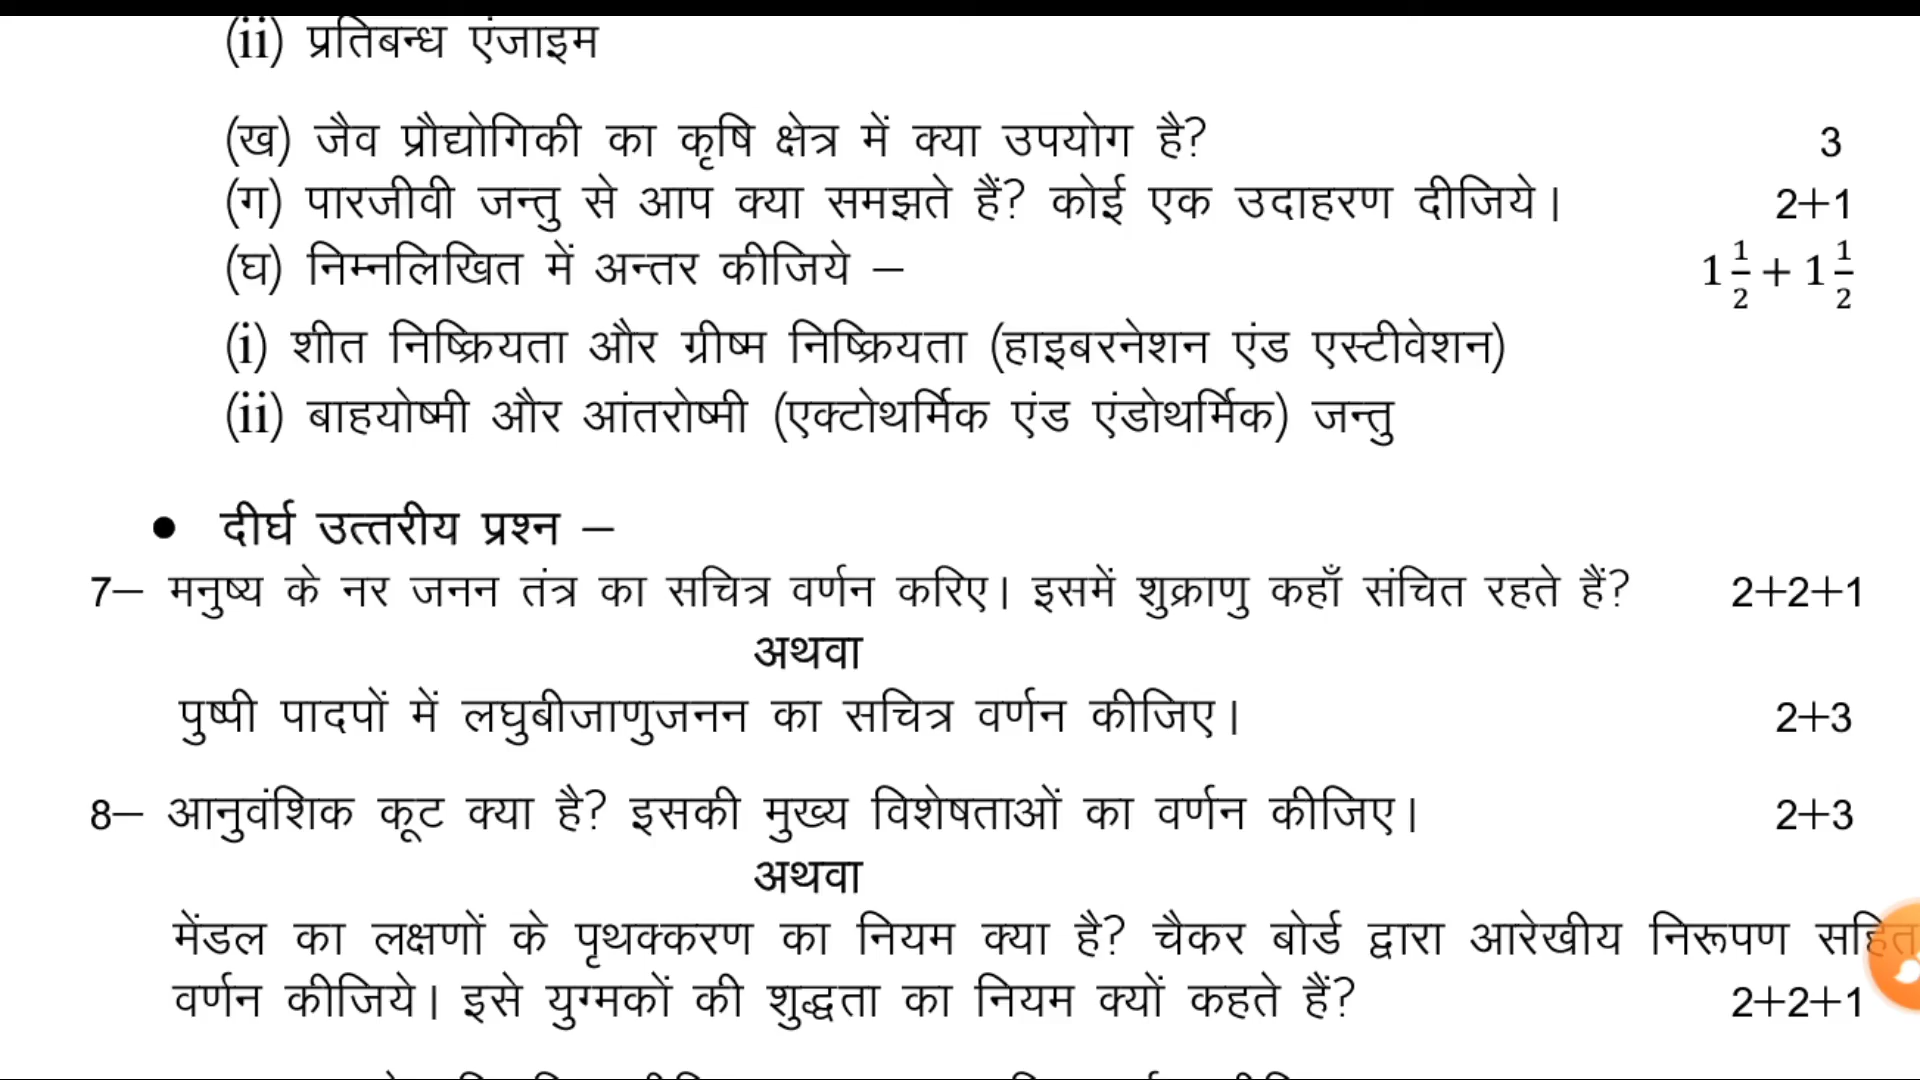 (ii) प्रतिबन्ध एंजाइम
(ख) जैव प्रौद्योगिकी का कृषि क्षेत्र में क्या उपयोग है? 3
(ग) पारजीवी जन्तु से आप क्या समझते हैं? कोई एक उदाहरण दीजिये। 2+1
(घ) निम्नलिखित में अन्तर कीजिये – 1 1/2 + 1 1/2
(i) शीत निष्क्रियता और ग्रीष्म निष्क्रियता (हाइबरनेशन एंड एस्टीवेशन)
(ii) बाहयोष्मी और आंतरोष्मी (एक्टोथर्मिक एंड एंडोथर्मिक) जन्तु
• दीर्घ उत्तरीय प्रश्न –
7– मनुष्य के नर जनन तंत्र का सचित्र वर्णन करिए। इसमें शुक्राणु कहाँ संचित रहते हैं? 2+2+1
अथवा
पुष्पी पादपों में लघुबीजाणुजनन का सचित्र वर्णन कीजिए। 2+3
8– आनुवंशिक कूट क्या है? इसकी मुख्य विशेषताओं का वर्णन कीजिए। 2+3
अथवा
मेंडल का लक्षणों के पृथक्करण का नियम क्या है? चैकर बोर्ड द्वारा आरेखीय निरूपण सहित
वर्णन कीजिये। इसे युग्मकों की शुद्धता का नियम क्यों कहते हैं? 2+2+1